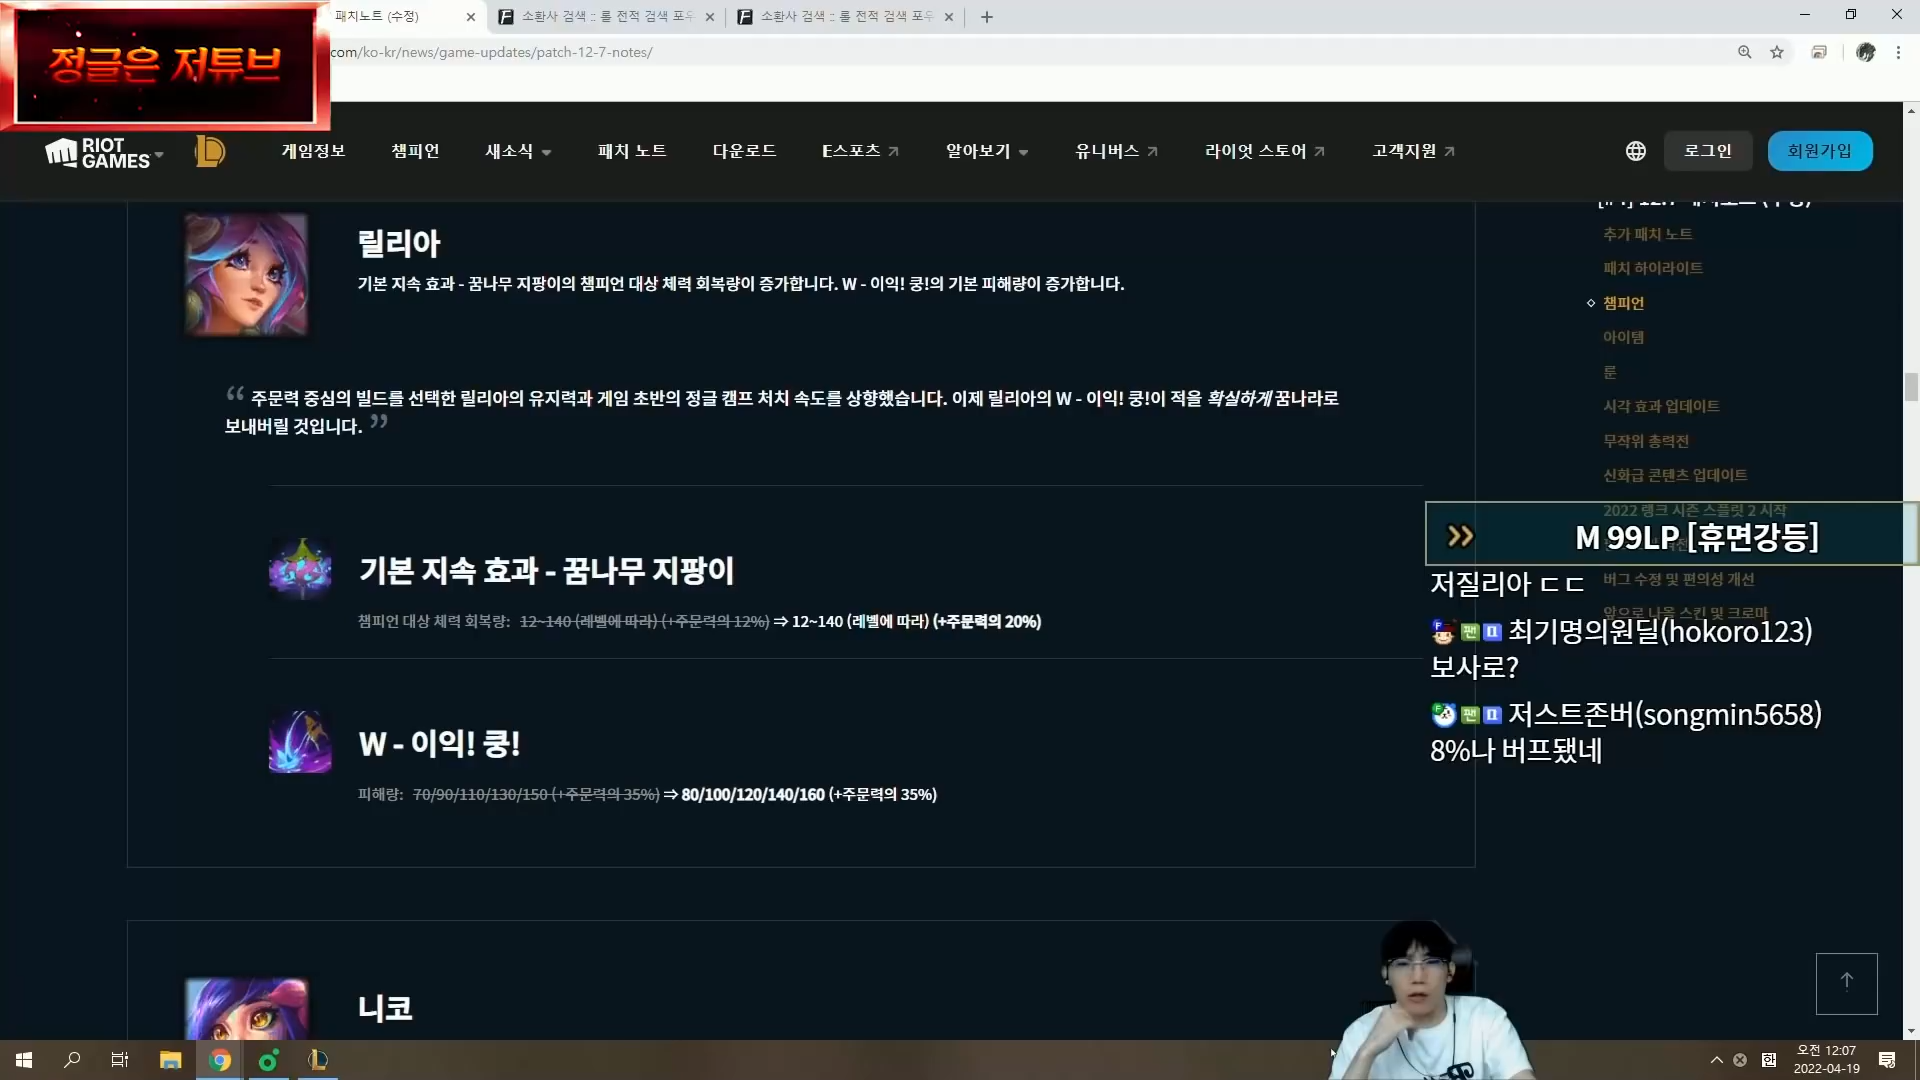 정글은 저튜브
패치노트 (수정)
소환사 검색 :: 롤 전적 검색 포우
소환사 검색 :: 롤 전적 검색 포우
com/ko-kr/news/game-updates/patch-12-7-notes/
RIOT GAMES
게임정보
챔피언
새소식
패치 노트
다운로드
E스포츠
알아보기
유니버스
라이엇 스토어
고객지원
로그인
회원가입
릴리아
기본 지속 효과 - 꿈나무 지팡이의 챔피언 대상 체력 회복량이 증가합니다. W - 이익! 쿵!의 기본 피해량이 증가합니다.
“ 주문력 중심의 빌드를 선택한 릴리아의 유지력과 게임 초반의 정글 캠프 처치 속도를 상향했습니다. 이제 릴리아의 W - 이익! 쿵!이 적을 확실하게 꿈나라로
보내버릴 것입니다. ”
기본 지속 효과 - 꿈나무 지팡이
챔피언 대상 체력 회복량: 12~140 (레벨에 따라) (+주문력의 12%) ⇒ 12~140 (레벨에 따라) (+주문력의 20%)
W - 이익! 쿵!
피해량: 70/90/110/130/150 (+주문력의 35%) ⇒ 80/100/120/140/160 (+주문력의 35%)
니코
추가 패치 노트
패치 하이라이트
챔피언
아이템
룬
시각 효과 업데이트
무작위 총력전
신화급 콘텐츠 업데이트
2022 랭크 시즌 스플릿 2 시작
버그 수정 및 편의성 개선
앞으로 나올 스킨 및 크로마
M 99LP [휴면강등]
저질리아 ㄷㄷ
최기명의원딜(hokoro123)
보사로?
저스트존버(songmin5658)
8%나 버프됐네
오전 12:07
2022-04-19